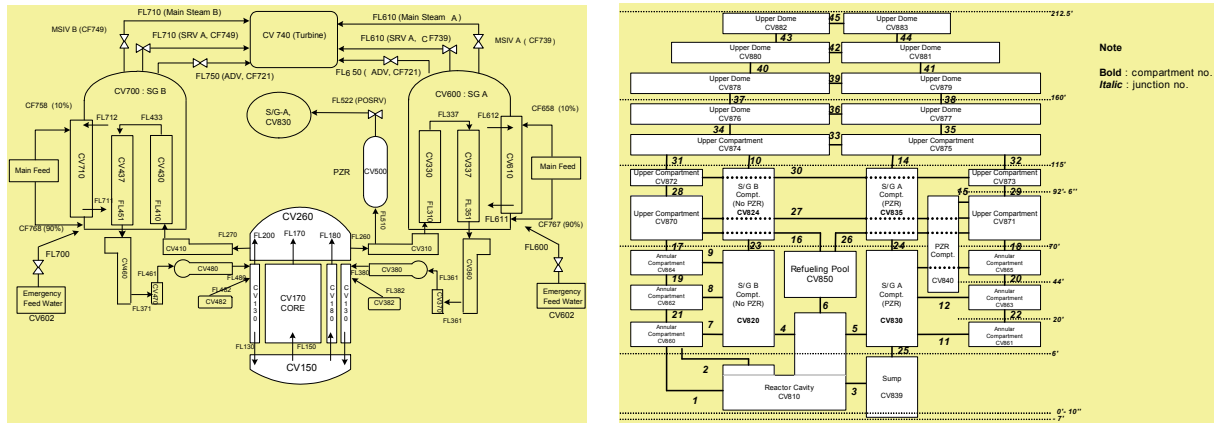 FL710 (Main Steam B)
FL610 (Main Steam A)
MSIV B (CF749)
CV 740 (Turbine)
FL710 (SRV A, CF749)
FL610 (SRV A, CF739)
MSIV A (CF739)
FL750 (ADV, CF721)
FL650 (ADV, CF721)
CV700 : SG B
CV600 : SG A
CF758 (10%)
FL712
FL433
S/G-A,
CV830
FL522 (POSRV)
FL337
FL612
CF658 (10%)
Main Feed
CV710
CV437
CV430
PZR
CV500
CV330
CV337
CV610
Main Feed
FL711
FL451
FL410
FL510
FL310
FL351
FL611
CF768 (90%)
CF767 (90%)
FL700
FL600
CV410
FL270
FL200
CV260
FL170
FL180
FL260
CV310
Emergency
Feed Water
CV602
CV460
FL461
CV470
FL371
CV480
FL480
FL482
CV482
FL380
CV380
FL382
CV382
FL361
CV370
FL361
CV360
Emergency
Feed Water
CV602
CV130
CV170
CORE
CV180
CV130
FL130
FL150
CV150
Upper Dome
CV882
45
Upper Dome
CV883
212.5'
43
44
Upper Dome
CV880
42
Upper Dome
CV881
40
41
Upper Dome
CV878
39
Upper Dome
CV879
37
38
160'
Upper Dome
CV876
36
Upper Dome
CV877
34
35
Upper Compartment
CV874
33
Upper Compartment
CV875
31
10
30
14
32
115'
Upper Compartment
CV872
S/G B
Compt.
(No PZR)
CV824
S/G A
Compt.
(PZR)
CV835
Upper Compartment
CV873
28
15
29
92'- 6"
Upper Compartment
CV870
27
Upper Compartment
CV871
16
26
17
23
24
18
70'
PZR
Compt.
CV840
Annular
Compartment
CV864
9
S/G B
Compt.
(No PZR)
CV820
Refueling Pool
CV850
S/G A
Compt.
(PZR)
CV830
Annular
Compartment
CV865
19
20
44'
Annular
Compartment
CV862
8
12
Annular
Compartment
CV863
21
6
22
20'
Annular
Compartment
CV860
7
4
5
11
Annular
Compartment
CV861
25
6'
2
1
Reactor Cavity
CV810
3
Sump
CV839
0'- 10"
- 7'
Note
Bold : compartment no.
Italic : junction no.